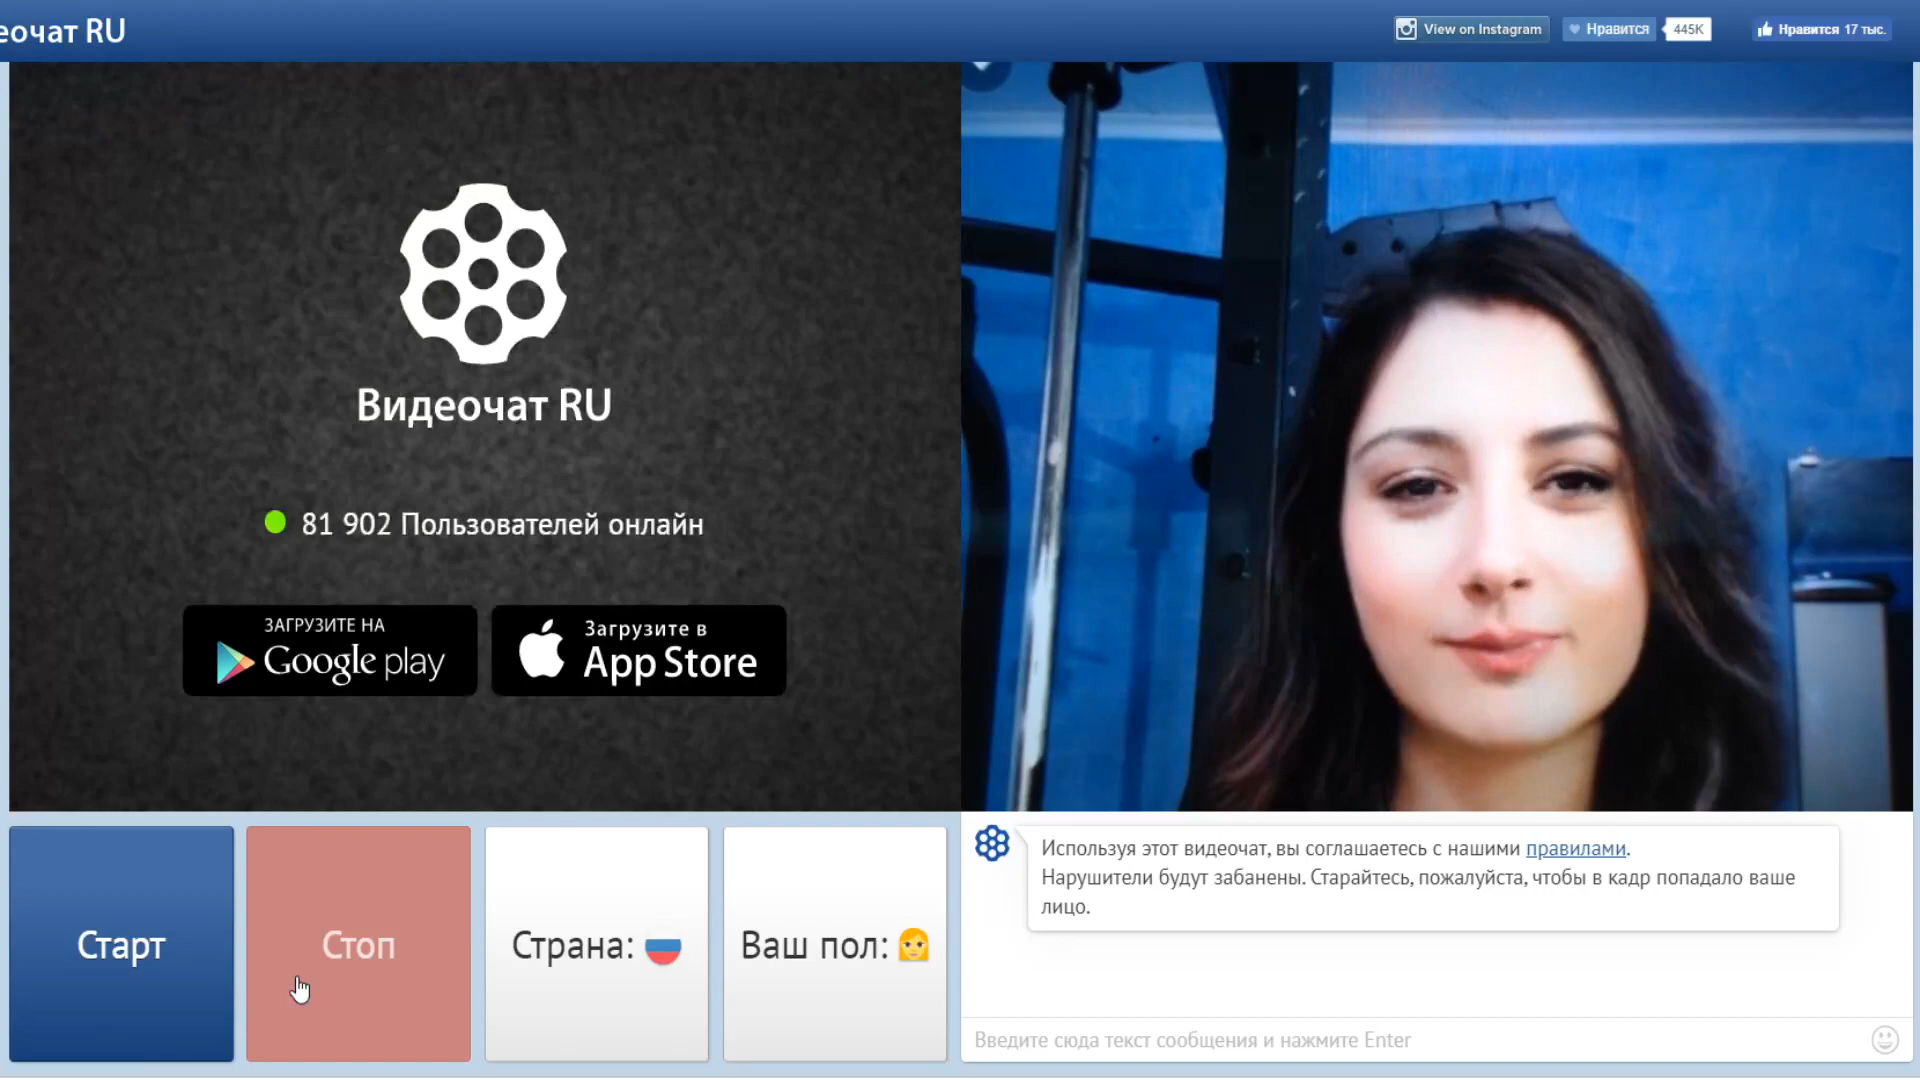 еочат RU
View on Instagram
Нравится
445K
Нравится 17 тыс.
Видеочат RU
81 902 Пользователей онлайн
ЗАГРУЗИТЕ НА
Google play
Загрузите в
App Store
Старт
Стоп
Страна:
Ваш пол:
Используя этот видеочат, вы соглашаетесь с нашими правилами.
Нарушители будут забанены. Старайтесь, пожалуйста, чтобы в кадр попадало ваше
лицо.
Введите сюда текст сообщения и нажмите Enter